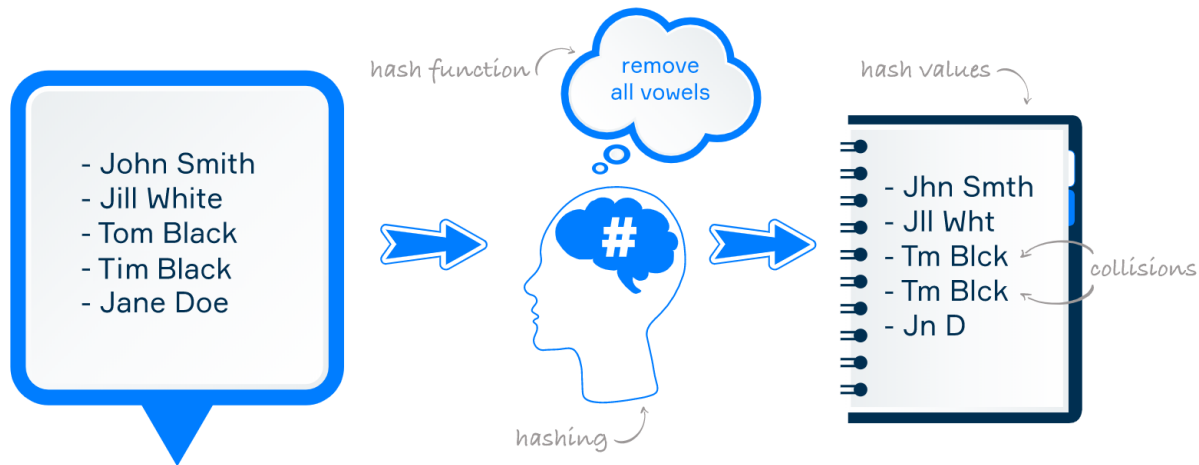 hash function
remove
all vowels
hash values
- John Smith
- Jill White
- Tom Black
- Tim Black
- Jane Doe
#
- Jhn Smth
- Jll Wht
- Tm Blck
- Tm Blck
- Jn D
collisions
hashing